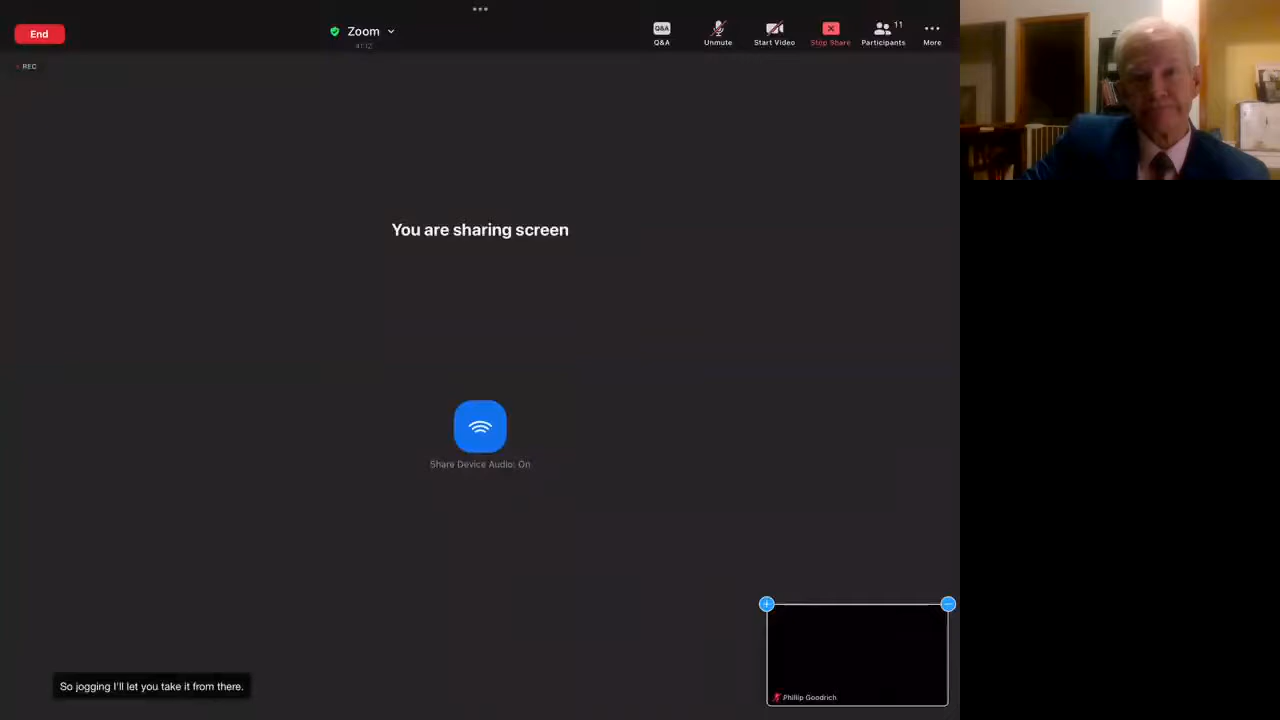 End
Zoom
Q&A
Q&A
Unmute
Start Video
Stop Share
11
Participants
More
REC
You are sharing screen
Share Device Audio: On
Phillip Goodrich
So jogging I'll let you take it from there.